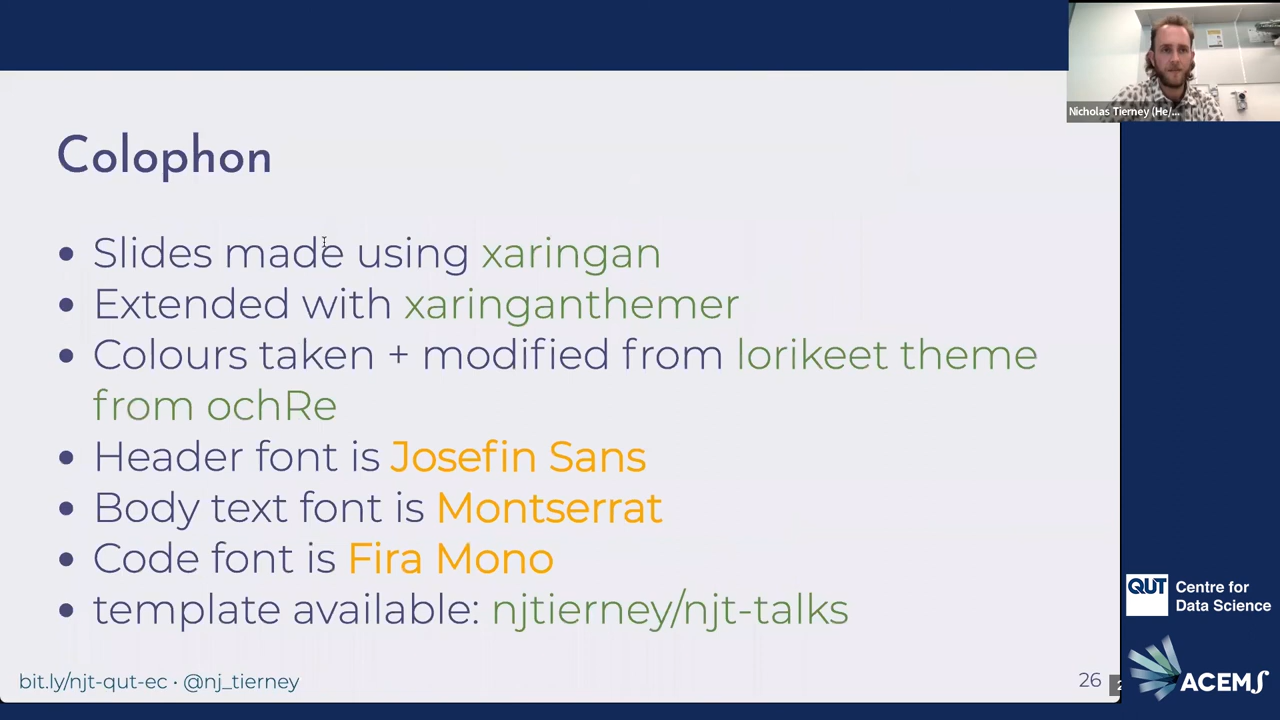 Nicholas Tierney (He/...
Colophon
• Slides made using xaringan
• Extended with xaringanthemer
• Colours taken + modified from lorikeet theme
from ochRe
• Header font is Josefin Sans
• Body text font is Montserrat
• Code font is Fira Mono
• template available: njtierney/njt-talks
QUT Centre for
Data Science
ACEMS
bit.ly/njt-qut-ec · @nj_tierney
26